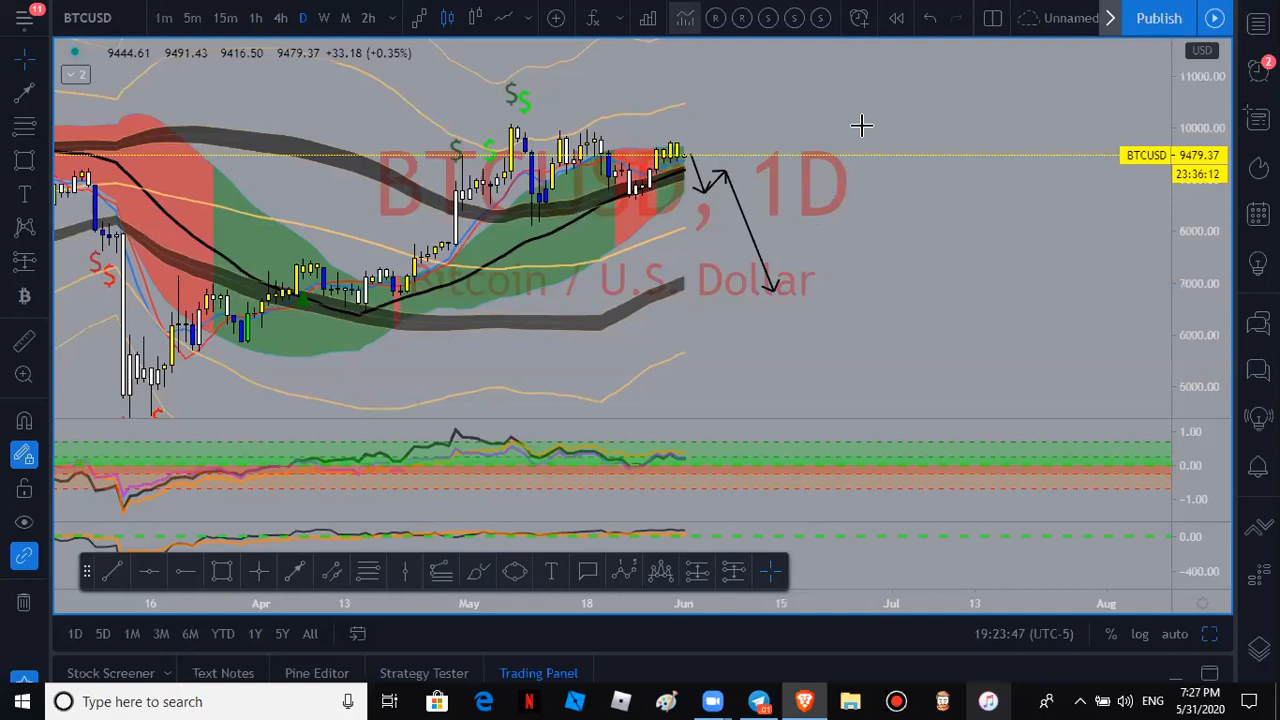 11
BTCUSD
1m 5m 15m 1h 4h D W M 2h
R R S S S
Unnamed
Publish
9444.61 9491.43 9416.50 9479.37 +33.18 (+0.35%)
2
USD
11000.00
10000.00
BTCUSD 9479.37
23:36:12
6000.00
7000.00
6000.00
5000.00
$
$
$
$
$
$
$
BTCUSD, 1D
Bitcoin / U.S. Dollar
1.00
0.00
-1.00
0.00
-400.00
16 Apr 13 May 18 Jun 15 Jul 13 Aug
1D 5D 1M 3M 6M YTD 1Y 5Y All
19:23:47 (UTC-5)
% log auto
Stock Screener Text Notes Pine Editor Strategy Tester Trading Panel
2
Type here to search
01
ENG
7:27 PM
5/31/2020